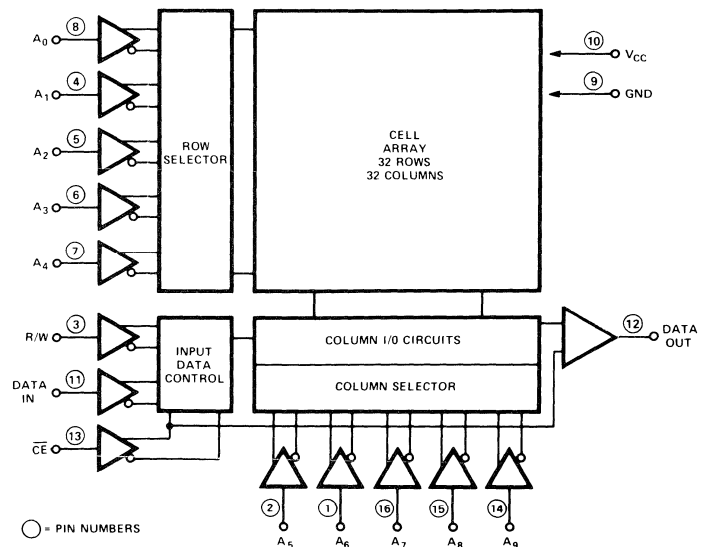 A0 8
A1 4
A2 5
A3 6
A4 7
ROW
SELECTOR
CELL
ARRAY
32 ROWS
32 COLUMNS
10 VCC
9 GND
R/W 3
DATA
IN 11
CE 13
INPUT
DATA
CONTROL
COLUMN I/O CIRCUITS
COLUMN SELECTOR
12 DATA
OUT
2 1 16 15 14
A5 A6 A7 A8 A9
= PIN NUMBERS